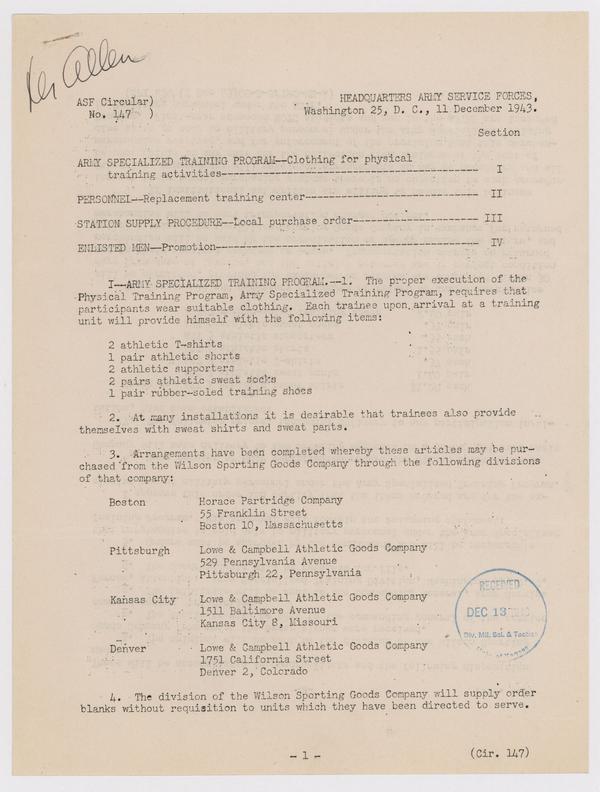 Allen
ASF Circular)
No. 147 )
HEADQUARTERS ARMY SERVICE FORCES,
Washington 25, D. C., 11 December 1943.
Section
ARMY SPECIALIZED TRAINING PROGRAM--Clothing for physical
training activities------------------------------------------- I
PERSONNEL--Replacement training center----------------------------- II
STATION SUPPLY PROCEDURE--Local purchase order--------------------- III
ENLISTED MEN--Promotion-------------------------------------------- IV
I--ARMY SPECIALIZED TRAINING PROGRAM.--1. The proper execution of the
Physical Training Program, Army Specialized Training Program, requires that
participants wear suitable clothing. Each trainee upon arrival at a training
unit will provide himself with the following items:
2 athletic T-shirts
1 pair athletic shorts
2 athletic supporters
2 pairs athletic sweat socks
1 pair rubber-soled training shoes
2. At many installations it is desirable that trainees also provide
themselves with sweat shirts and sweat pants.
3. Arrangements have been completed whereby these articles may be pur-
chased from the Wilson Sporting Goods Company through the following divisions
of that company:
Boston Horace Partridge Company
55 Franklin Street
Boston 10, Massachusetts
Pittsburgh Lowe & Campbell Athletic Goods Company
529 Pennsylvania Avenue
Pittsburgh 22, Pennsylvania
Kansas City Lowe & Campbell Athletic Goods Company
1511 Baltimore Avenue
Kansas City 8, Missouri
Denver Lowe & Campbell Athletic Goods Company
1751 California Street
Denver 2, Colorado
RECEIVED
DEC 13
Div. Mil. Sci. & Tactics
4. The division of the Wilson Sporting Goods Company will supply order
blanks without requisition to units which they have been directed to serve.
- 1 -
(Cir. 147)